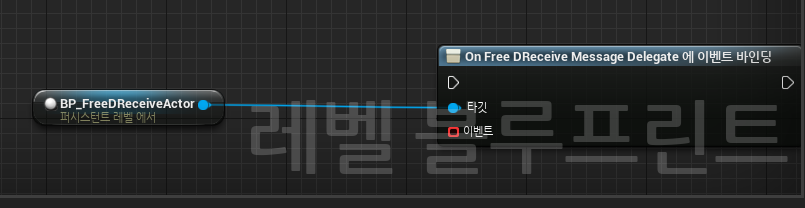 On Free DReceive Message Delegate 에 이벤트 바인딩
BP_FreeDReceiveActor
퍼시스턴트 레벨 에서
타깃
이벤트
레벨 블루프린트